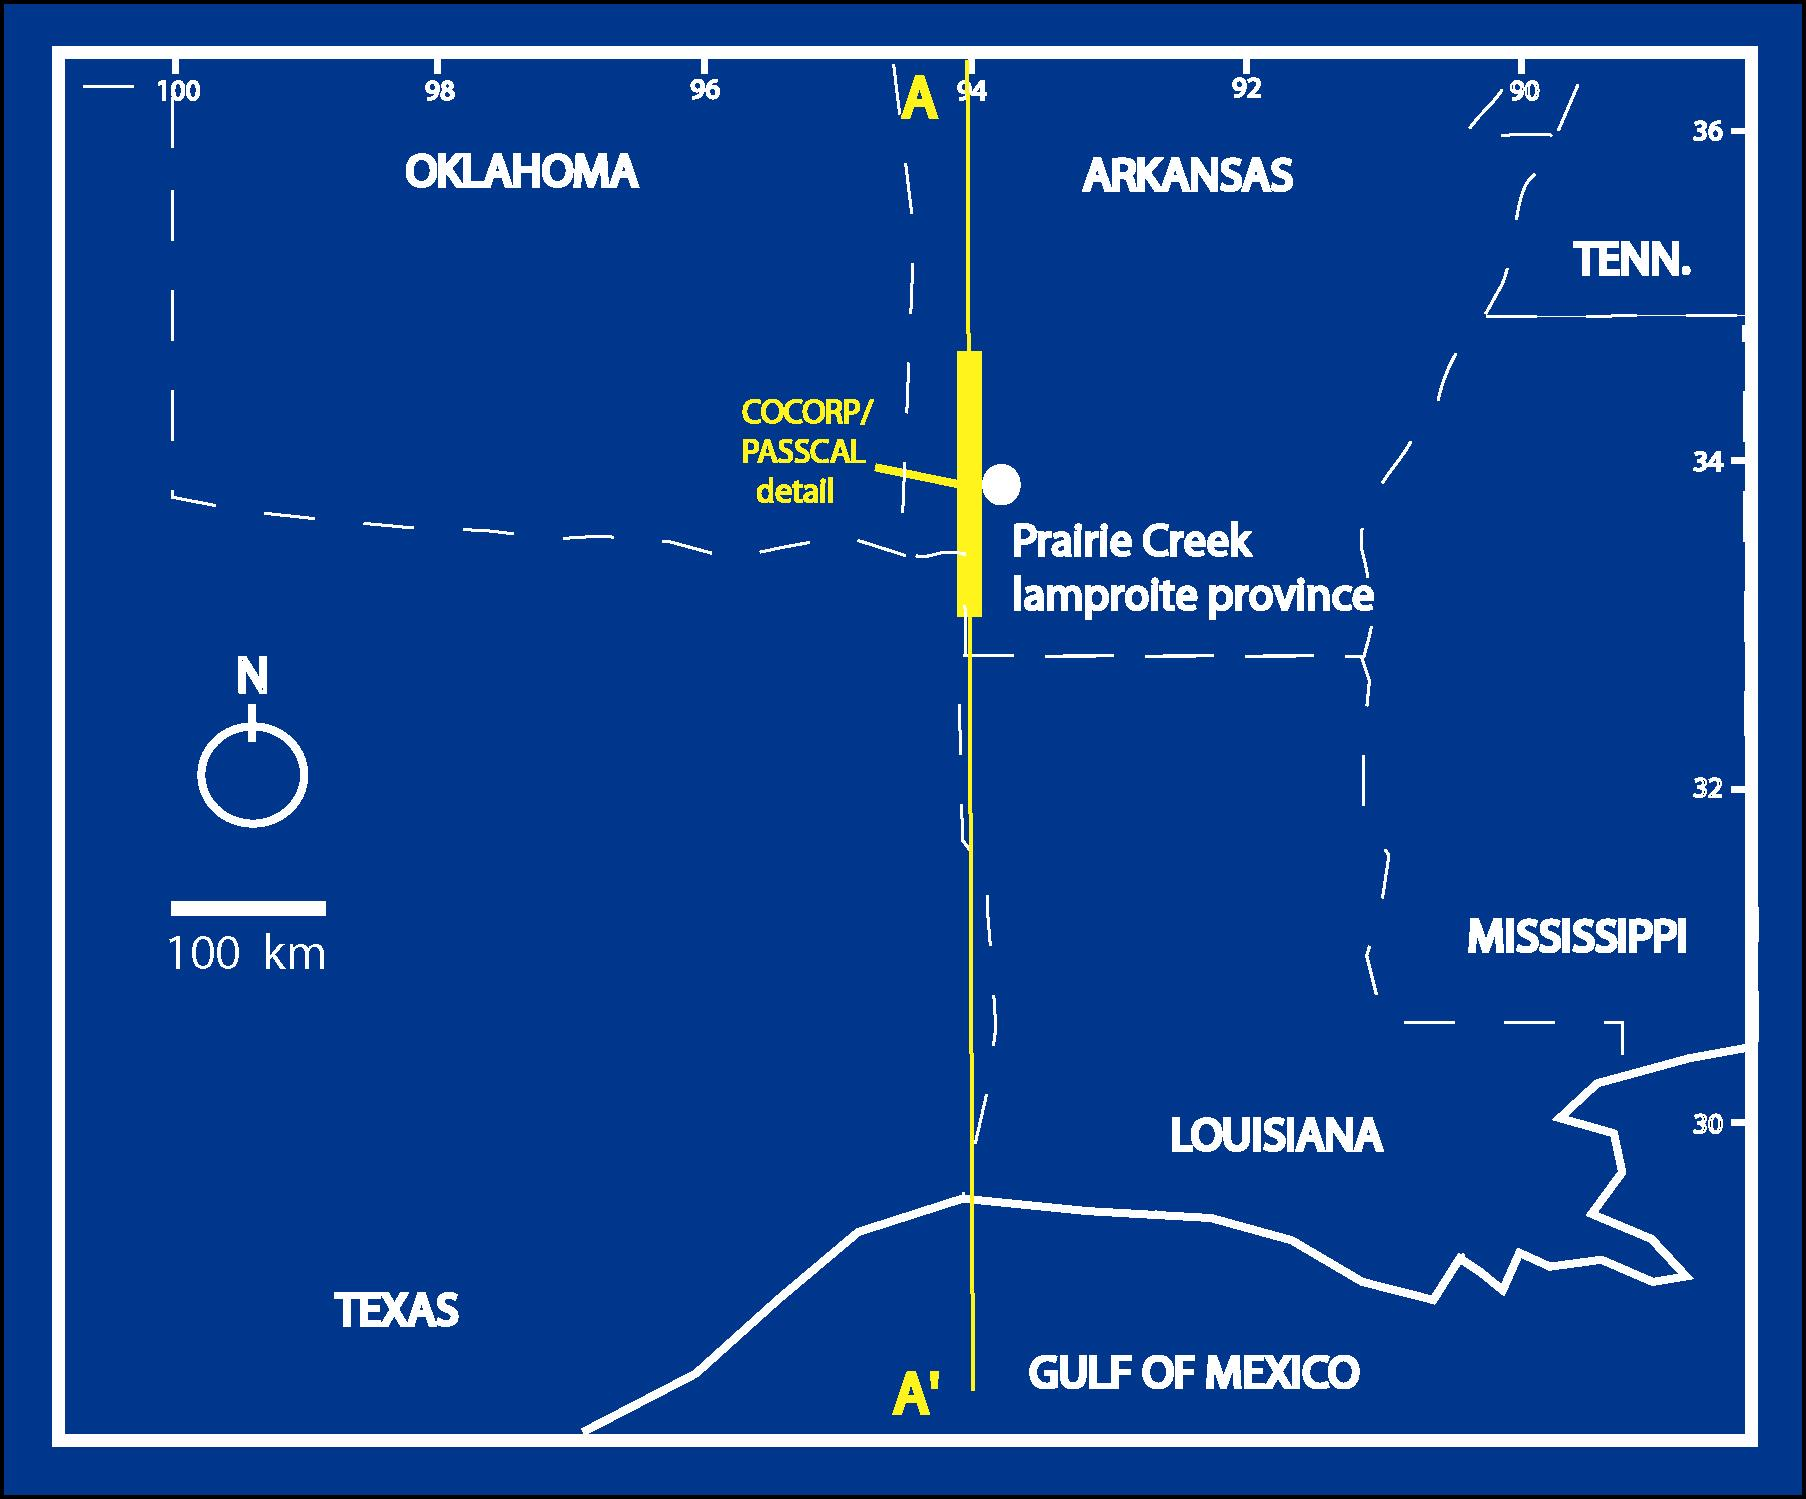 100
98
96
A
94
92
90
36
OKLAHOMA
ARKANSAS
TENN.
COCORP/
PASSCAL
detail
34
Prairie Creek
lamproite province
N
32
100 km
MISSISSIPPI
LOUISIANA
30
TEXAS
GULF OF MEXICO
A'